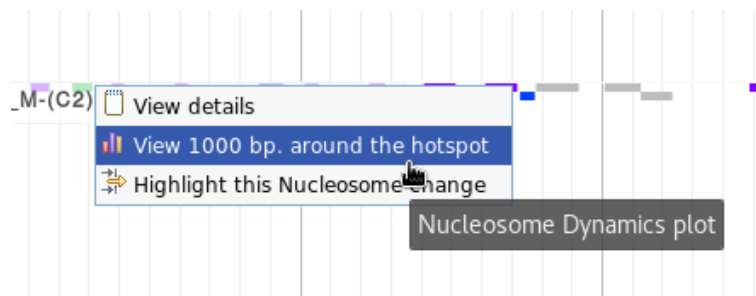 _M-(C2)
View details
View 1000 bp. around the hotspot
Highlight this Nucleosome change
Nucleosome Dynamics plot